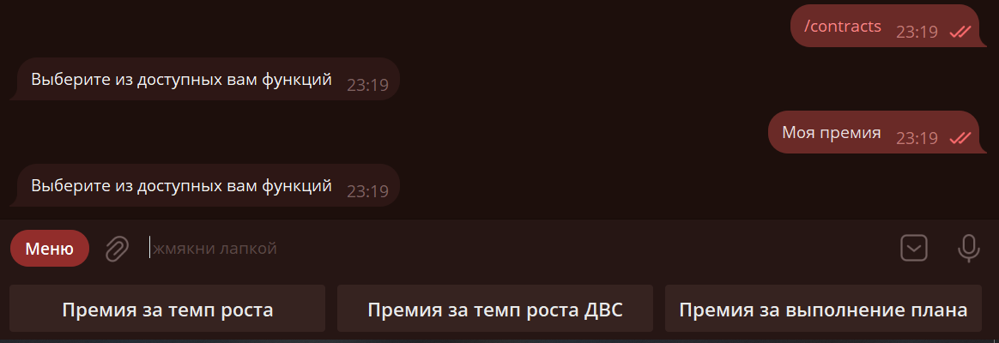 /contracts 23:19
Выберите из доступных вам функций 23:19
Моя премия 23:19
Выберите из доступных вам функций 23:19
Меню жмякни лапкой
Премия за темп роста Премия за темп роста ДВС Премия за выполнение плана